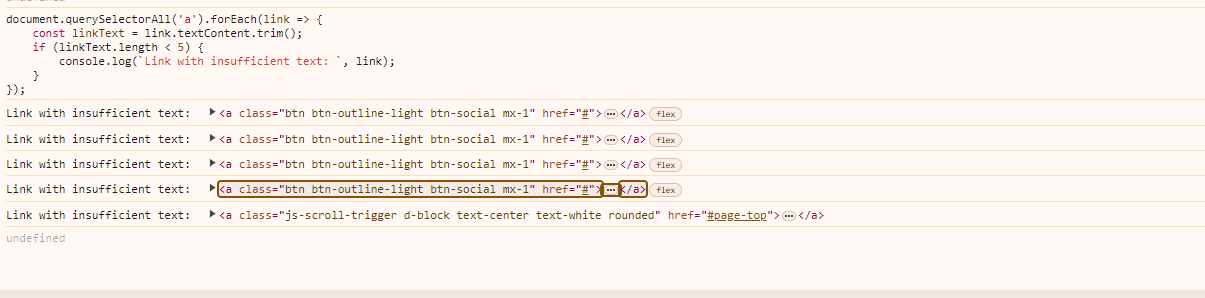 undefined
document.querySelectorAll('a').forEach(link => {
    const linkText = link.textContent.trim();
    if (linkText.length < 5) {
        console.log(`Link with insufficient text: `, link);
    }
});
Link with insufficient text: ▶<a class="btn btn-outline-light btn-social mx-1" href="#">⋯</a> flex
Link with insufficient text: ▶<a class="btn btn-outline-light btn-social mx-1" href="#">⋯</a> flex
Link with insufficient text: ▶<a class="btn btn-outline-light btn-social mx-1" href="#">⋯</a> flex
Link with insufficient text: ▶<a class="btn btn-outline-light btn-social mx-1" href="#">⋯</a> flex
Link with insufficient text: ▶<a class="js-scroll-trigger d-block text-center text-white rounded" href="#page-top">⋯</a>
undefined